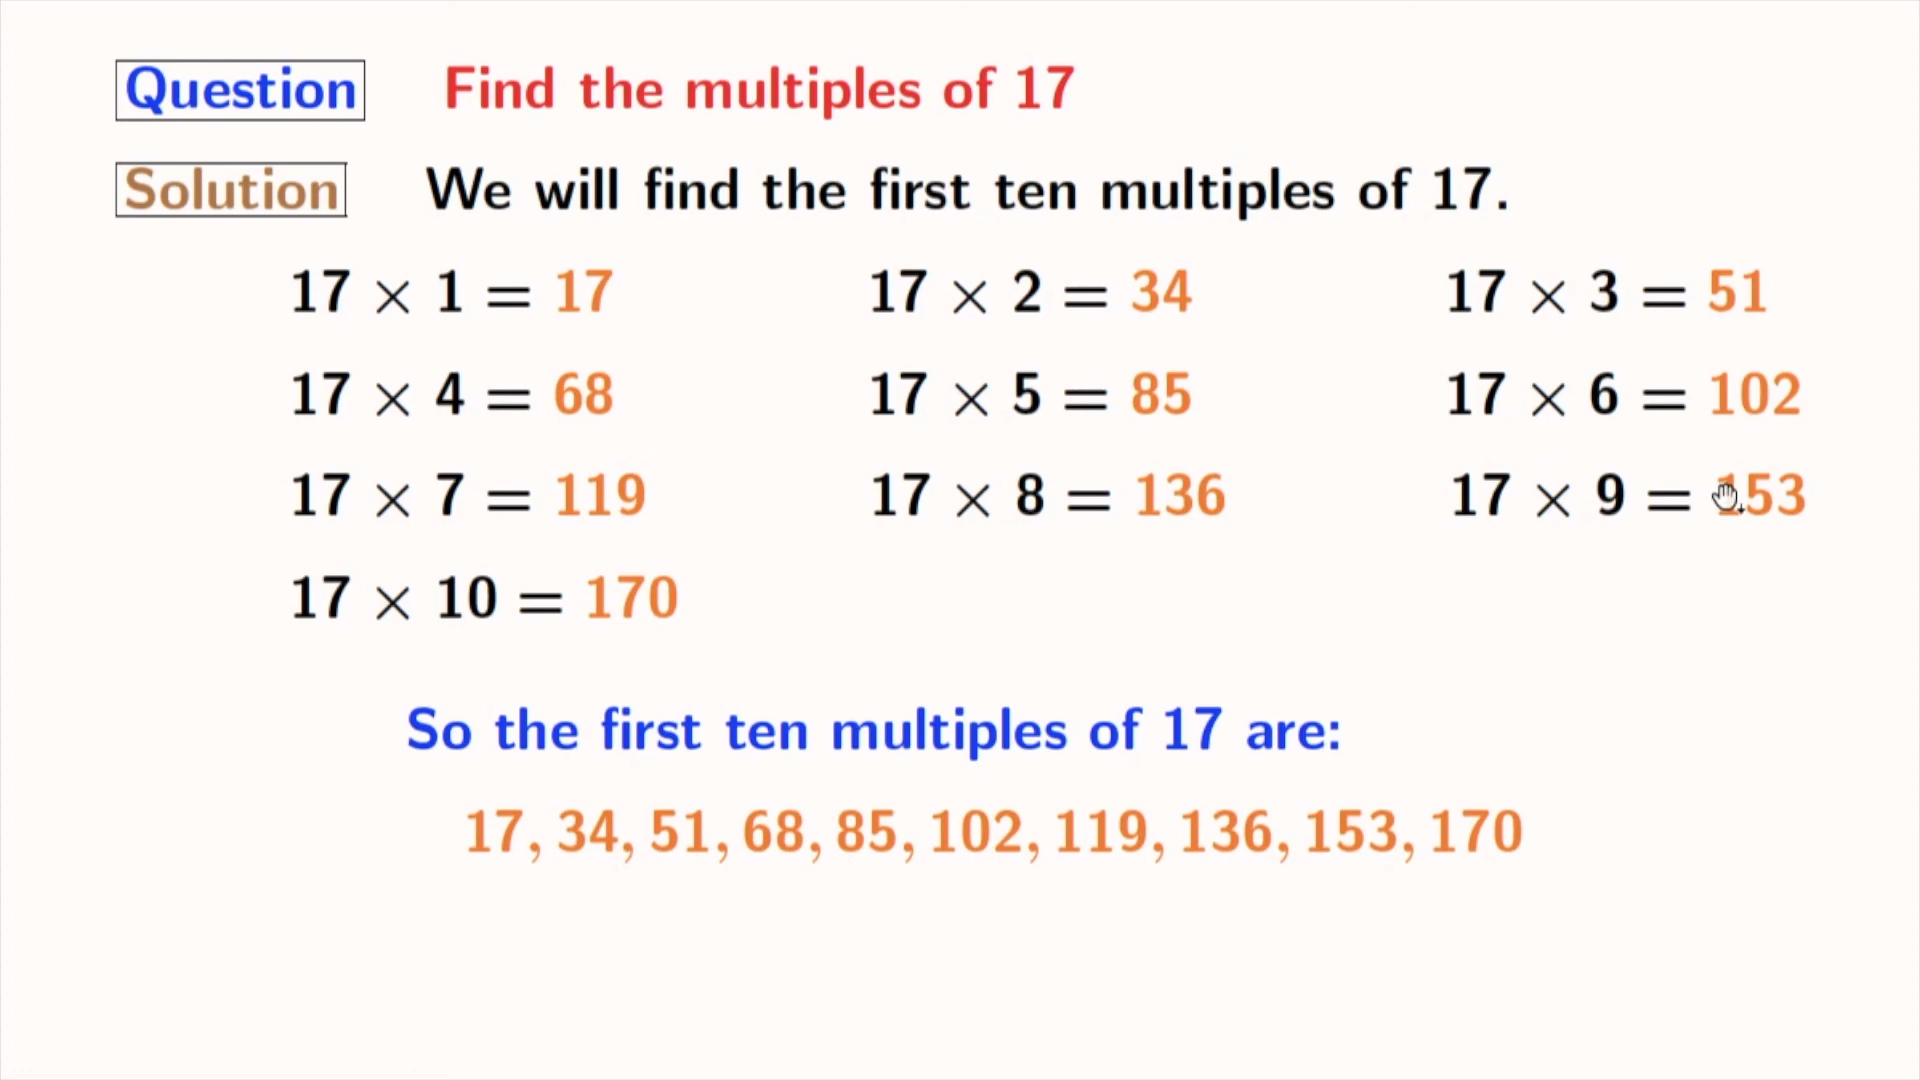 Question Find the multiples of 17
Solution We will find the first ten multiples of 17.
17 × 1 = 17 17 × 2 = 34 17 × 3 = 51
17 × 4 = 68 17 × 5 = 85 17 × 6 = 102
17 × 7 = 119 17 × 8 = 136 17 × 9 = 153
17 × 10 = 170
So the first ten multiples of 17 are:
17, 34, 51, 68, 85, 102, 119, 136, 153, 170